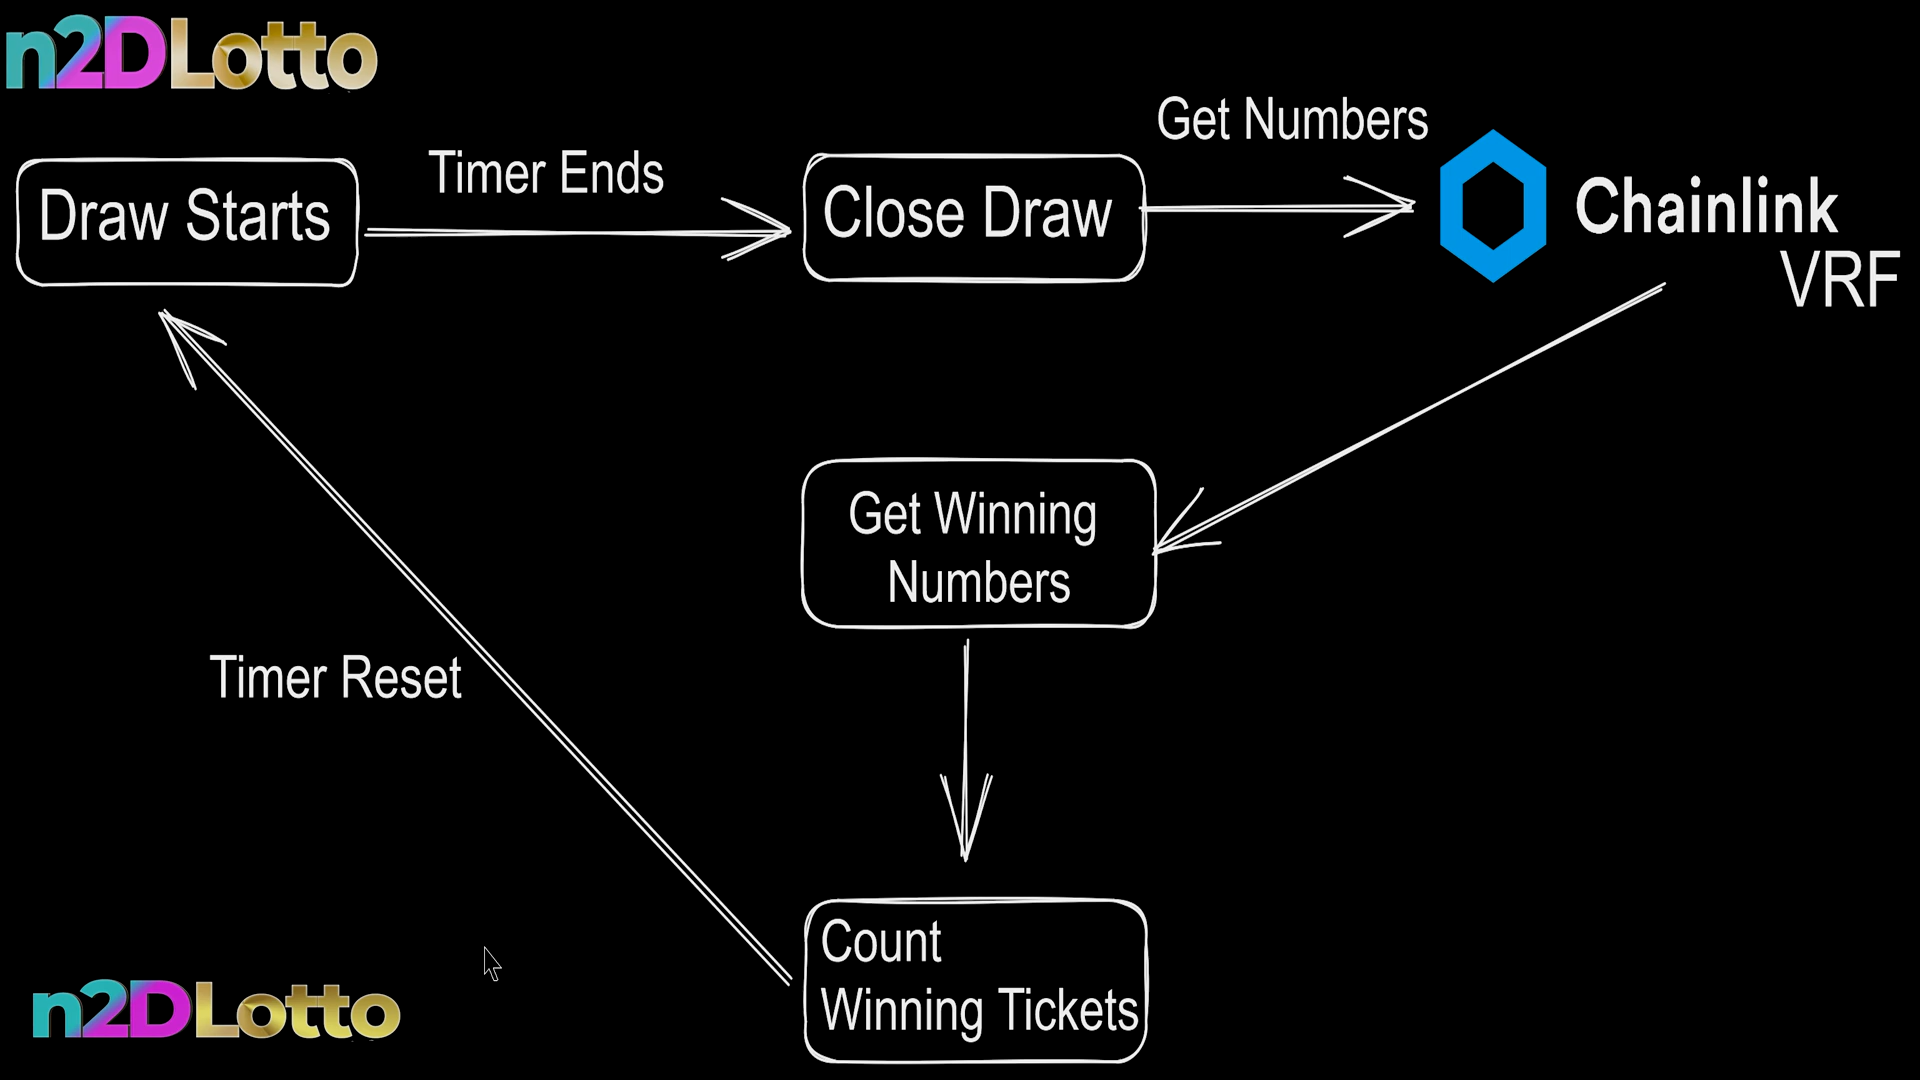 n2DLotto
Get Numbers
Timer Ends
Draw Starts
Close Draw
Chainlink
VRF
Get Winning
Numbers
Timer Reset
Count
Winning Tickets
n2DLotto